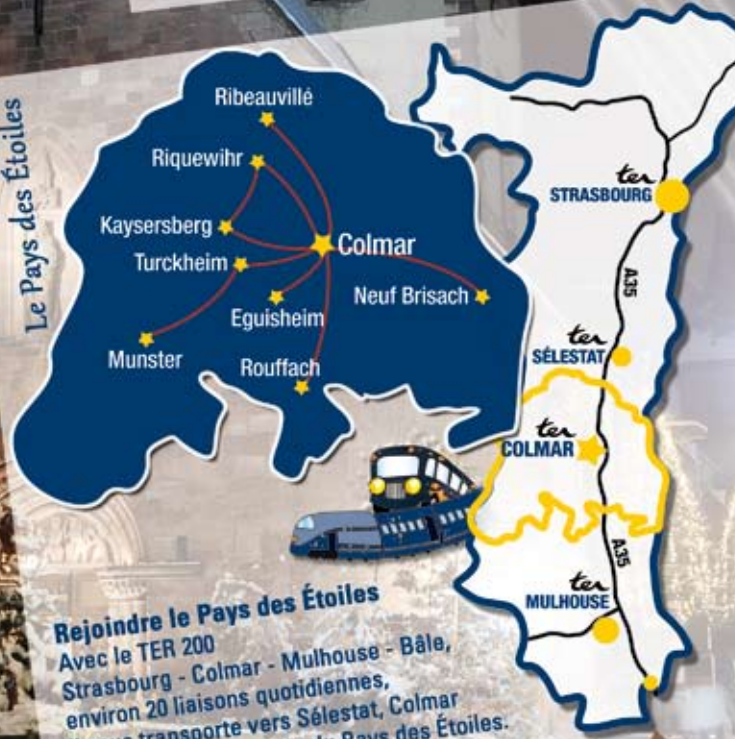 Le Pays des Étoiles
Ribeauvillé
Riquewihr
Kaysersberg
Colmar
Turckheim
Neuf Brisach
Eguisheim
Munster
Rouffach
ter
STRASBOURG
A35
ter
SÉLESTAT
ter
COLMAR
A35
ter
MULHOUSE
Rejoindre le Pays des Étoiles
Avec le TER 200
Strasbourg - Colmar - Mulhouse - Bâle,
environ 20 liaisons quotidiennes,
transporte vers Sélestat, Colmar
Pays des Étoiles.